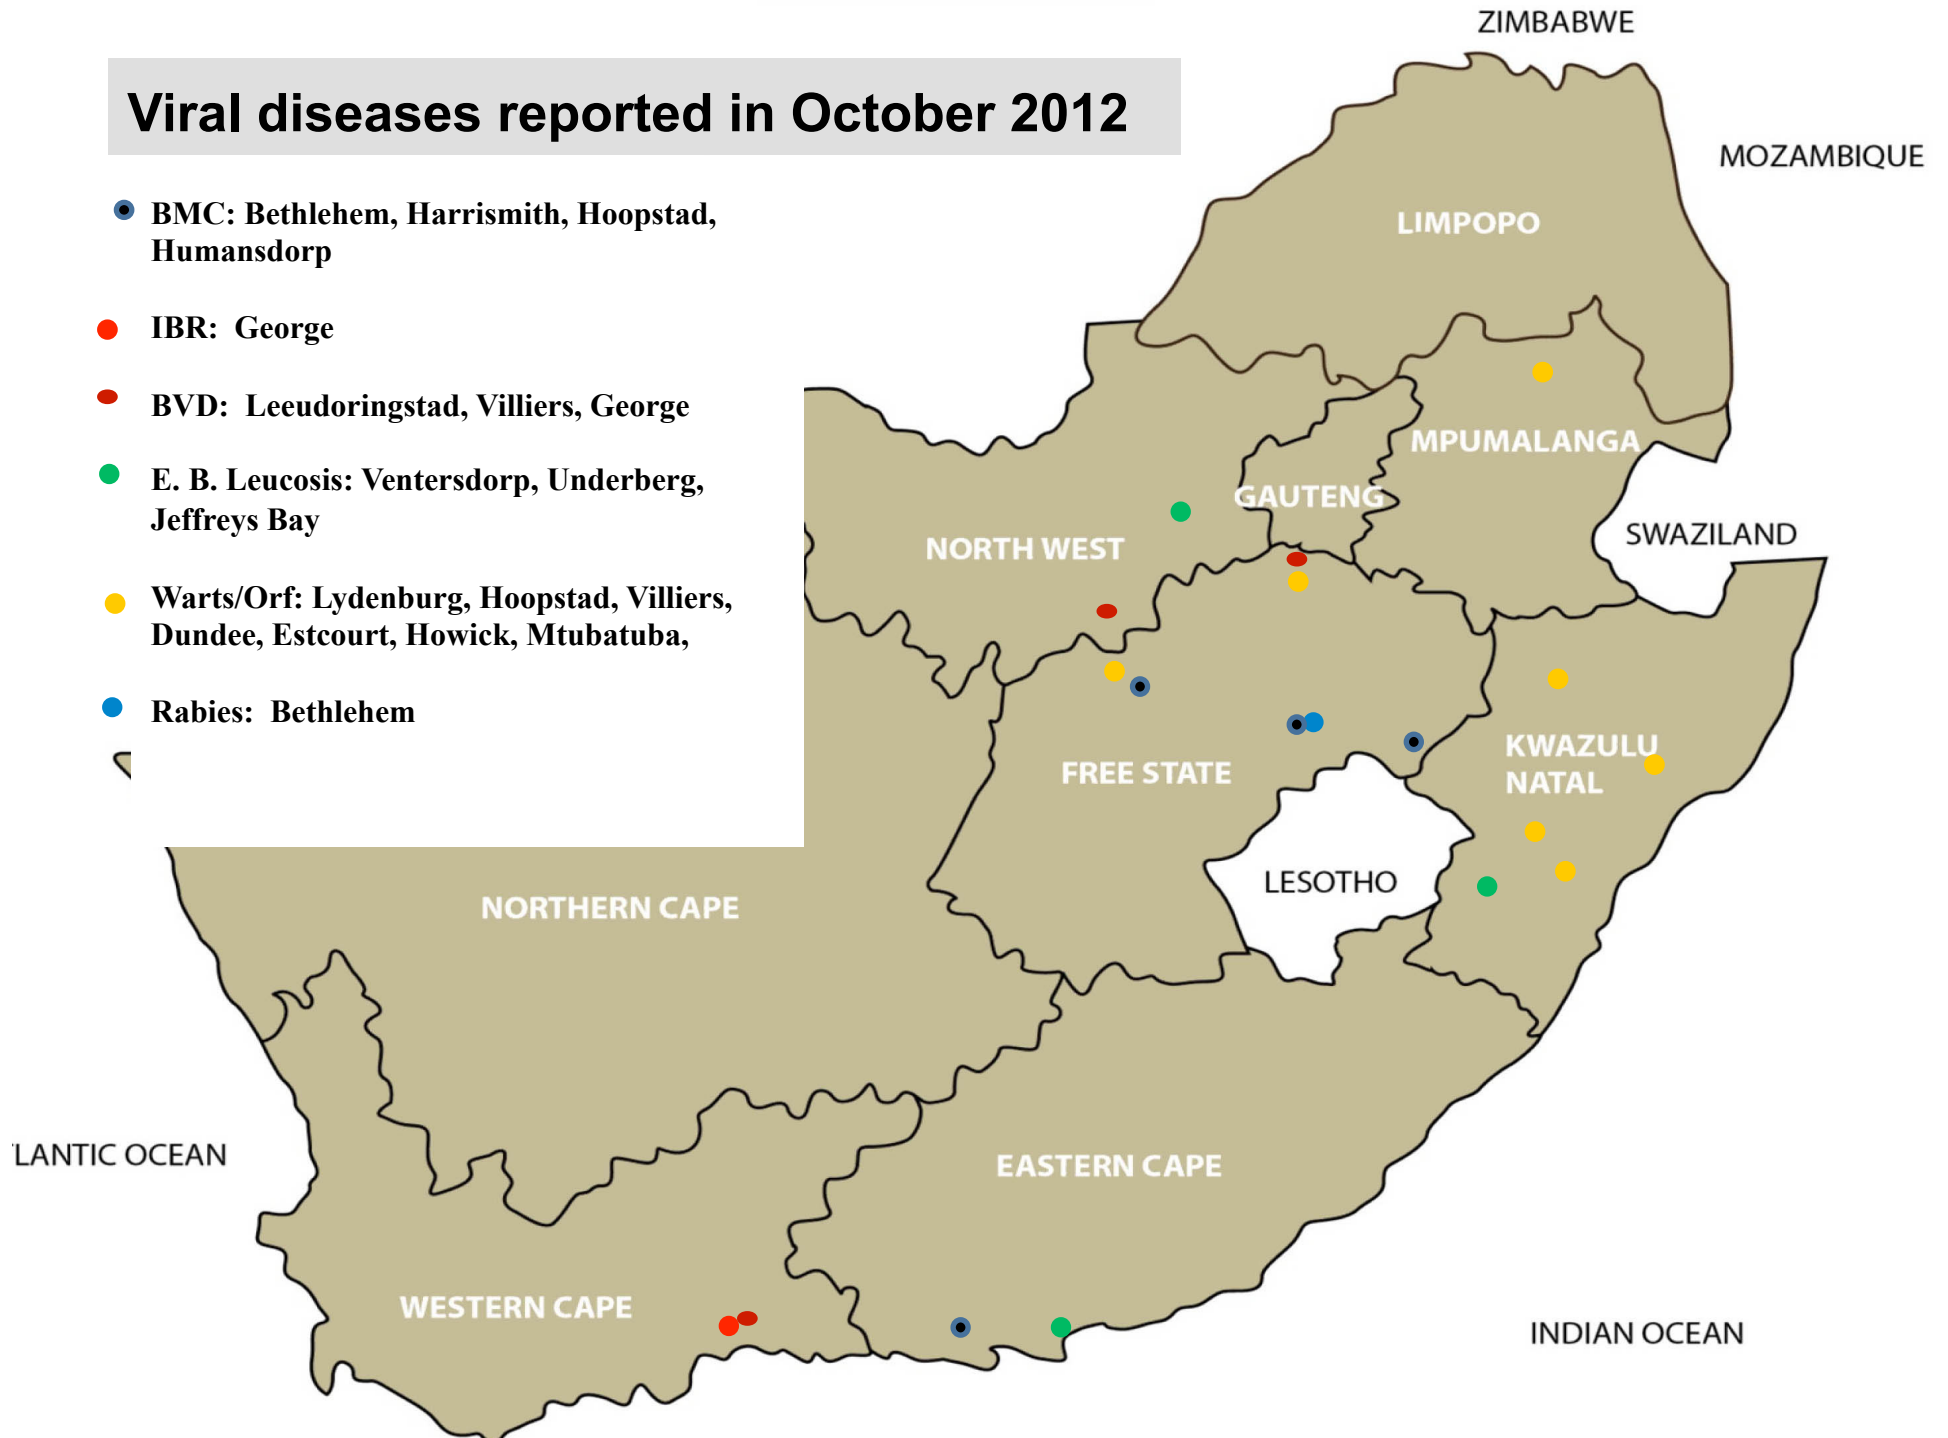 ZIMBABWE
Viral diseases reported in October 2012
MOZAMBIQUE
BMC: Bethlehem, Harrismith, Hoopstad,
Humansdorp
LIMPOPO
IBR: George
BVD: Leeudoringstad, Villiers, George
MPUMALANGA
E. B. Leucosis: Ventersdorp, Underberg,
Jeffreys Bay
GAUTENG
NORTH WEST
SWAZILAND
Warts/Orf: Lydenburg, Hoopstad, Villiers,
Dundee, Estcourt, Howick, Mtubatuba,
Rabies: Bethlehem
KWAZULU
NATAL
FREE STATE
LESOTHO
NORTHERN CAPE
LANTIC OCEAN
EASTERN CAPE
WESTERN CAPE
INDIAN OCEAN